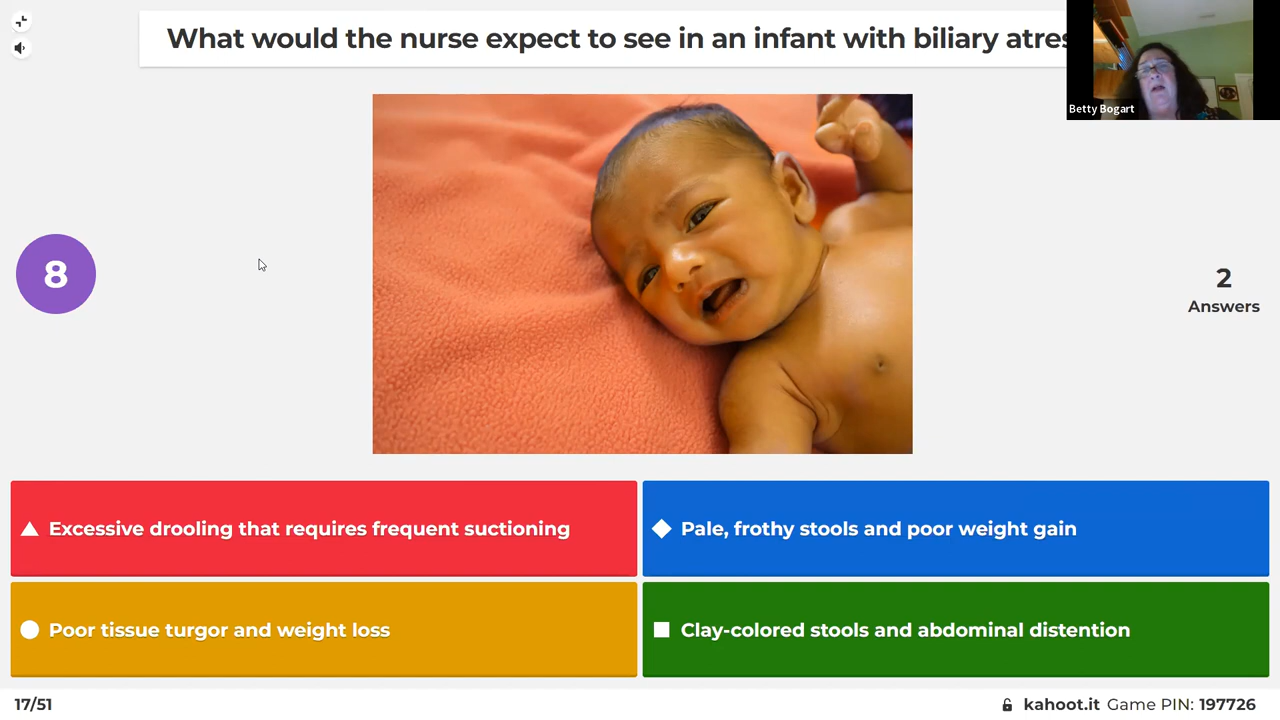 What would the nurse expect to see in an infant with biliary
Betty Bogart
8
2
Answers
Excessive drooling that requires frequent suctioning
Pale, frothy stools and poor weight gain
Poor tissue turgor and weight loss
Clay-colored stools and abdominal distention
17/51
kahoot.it Game PIN: 197726